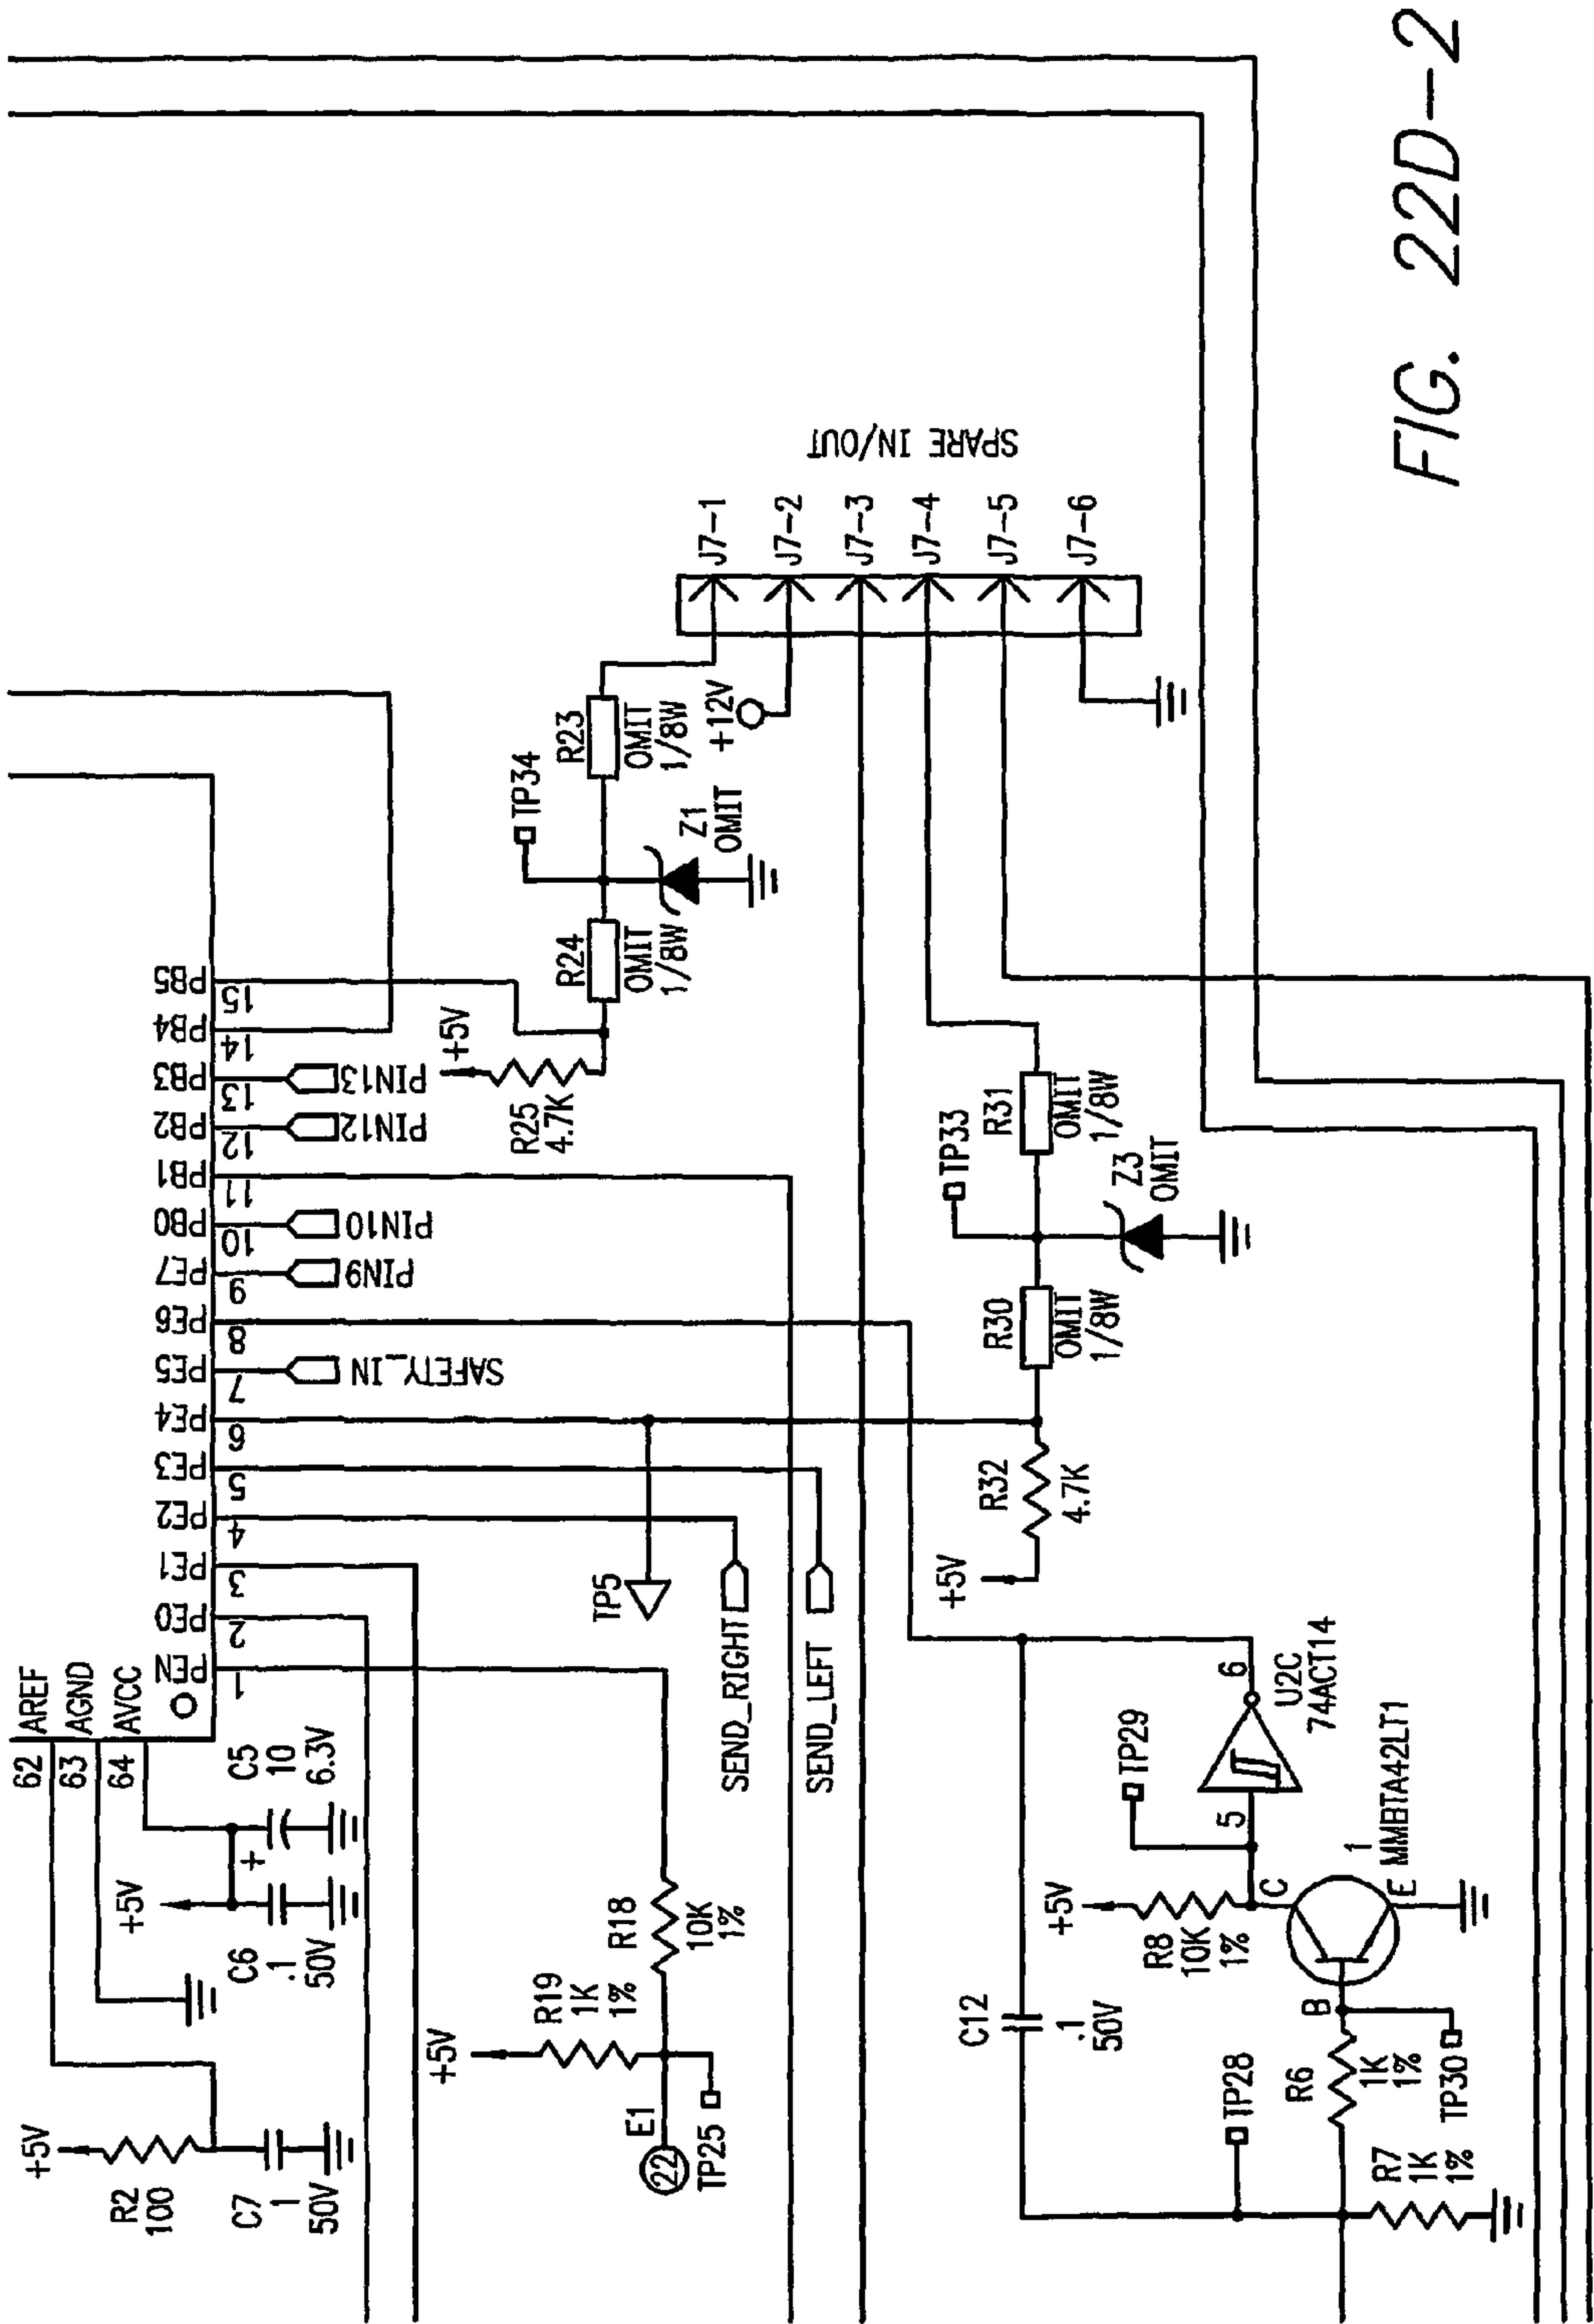 62
AREF
63
AGND
64
AVCC
PEN
PE0
PE1
PE2
PE3
PE4
PE5
PE6
PE7
PB0
PB1
PB2
PB3
PB4
PB5
1
2
3
4
5
6
7
8
9
10
11
12
13
14
15
+5V
R2
100
C7
1
50V
+5V
C6
.1
50V
+
C5
10
6.3V
SAFETY_IN
PIN9
PIN10
PIN12
PIN13
+5V
R25
4.7K
R24
OMIT
1/8W
TP34
Z1
OMIT
R23
OMIT
1/8W
+12V
J7-1
J7-2
J7-3
J7-4
J7-5
J7-6
SPARE IN/OUT
+5V
R19
1K
1%
R18
10K
1%
22
E1
TP25
TP5
SEND_RIGHT
SEND_LEFT
+5V
R32
4.7K
R30
OMIT
1/8W
TP33
Z3
OMIT
R31
OMIT
1/8W
C12
.1
50V
TP28
R7
1K
1%
R6
1K
1%
TP30
B
C
E
1
MMBTA42LT1
+5V
R8
10K
1%
TP29
5
6
U2C
74ACT14
FIG. 22D-2